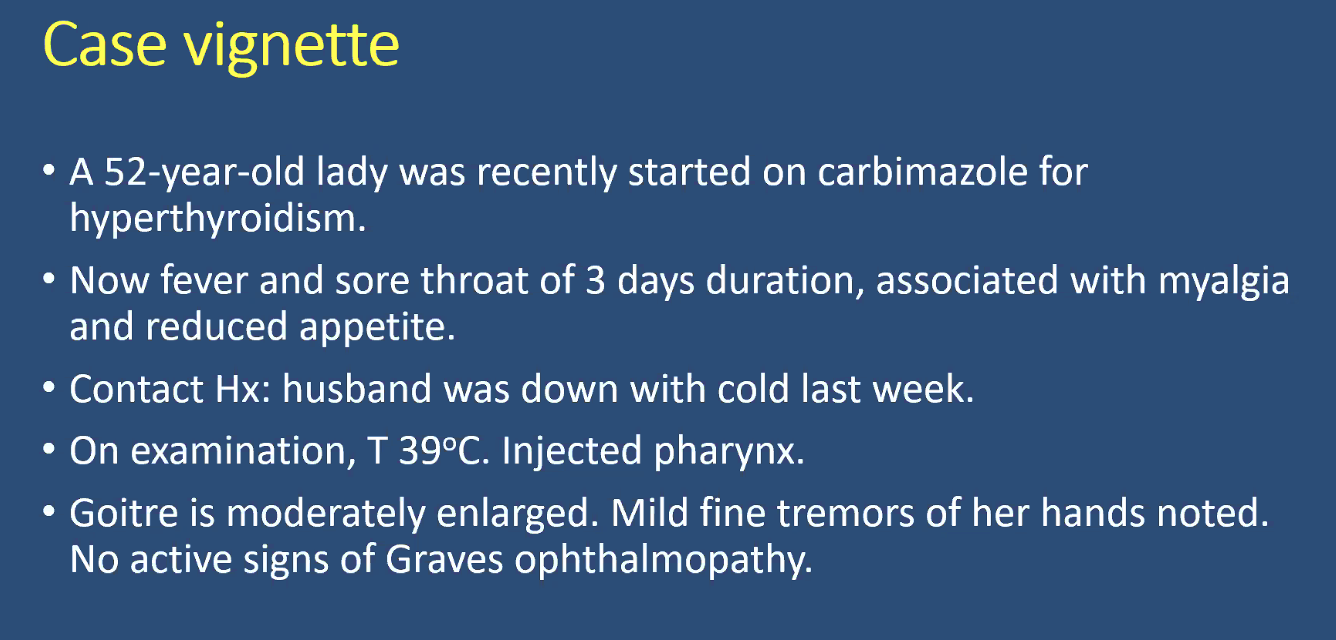 Case vignette
• A 52-year-old lady was recently started on carbimazole for
hyperthyroidism.
• Now fever and sore throat of 3 days duration, associated with myalgia
and reduced appetite.
• Contact Hx: husband was down with cold last week.
• On examination, T 39ºC. Injected pharynx.
• Goitre is moderately enlarged. Mild fine tremors of her hands noted.
No active signs of Graves ophthalmopathy.